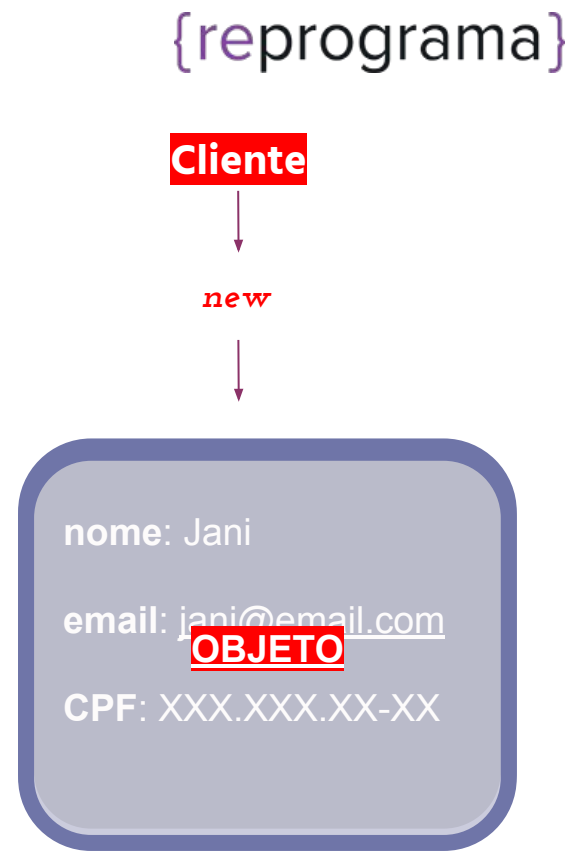 {reprograma}
Cliente
new
nome: Jani
email: jani@email.com
OBJETO
CPF: XXX.XXX.XX-XX